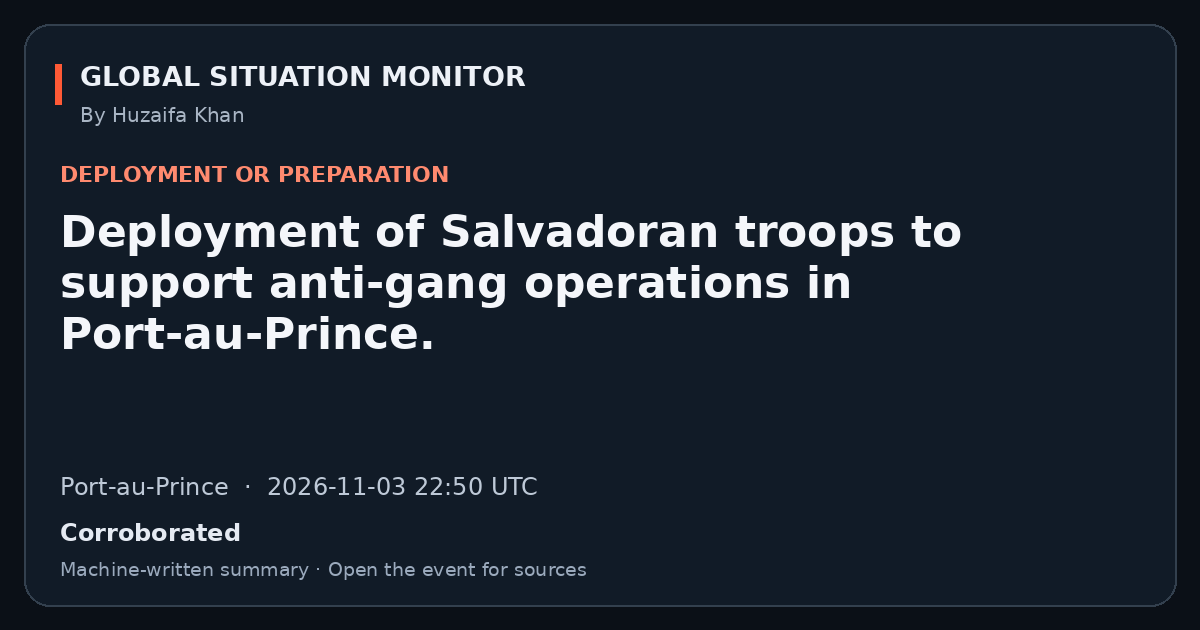 GLOBAL SITUATION MONITOR
By Huzaifa Khan
DEPLOYMENT OR PREPARATION
Deployment of Salvadoran troops to
support anti-gang operations in
Port-au-Prince.
Port-au-Prince · 2026-11-03 22:50 UTC
Corroborated
Machine-written summary · Open the event for sources